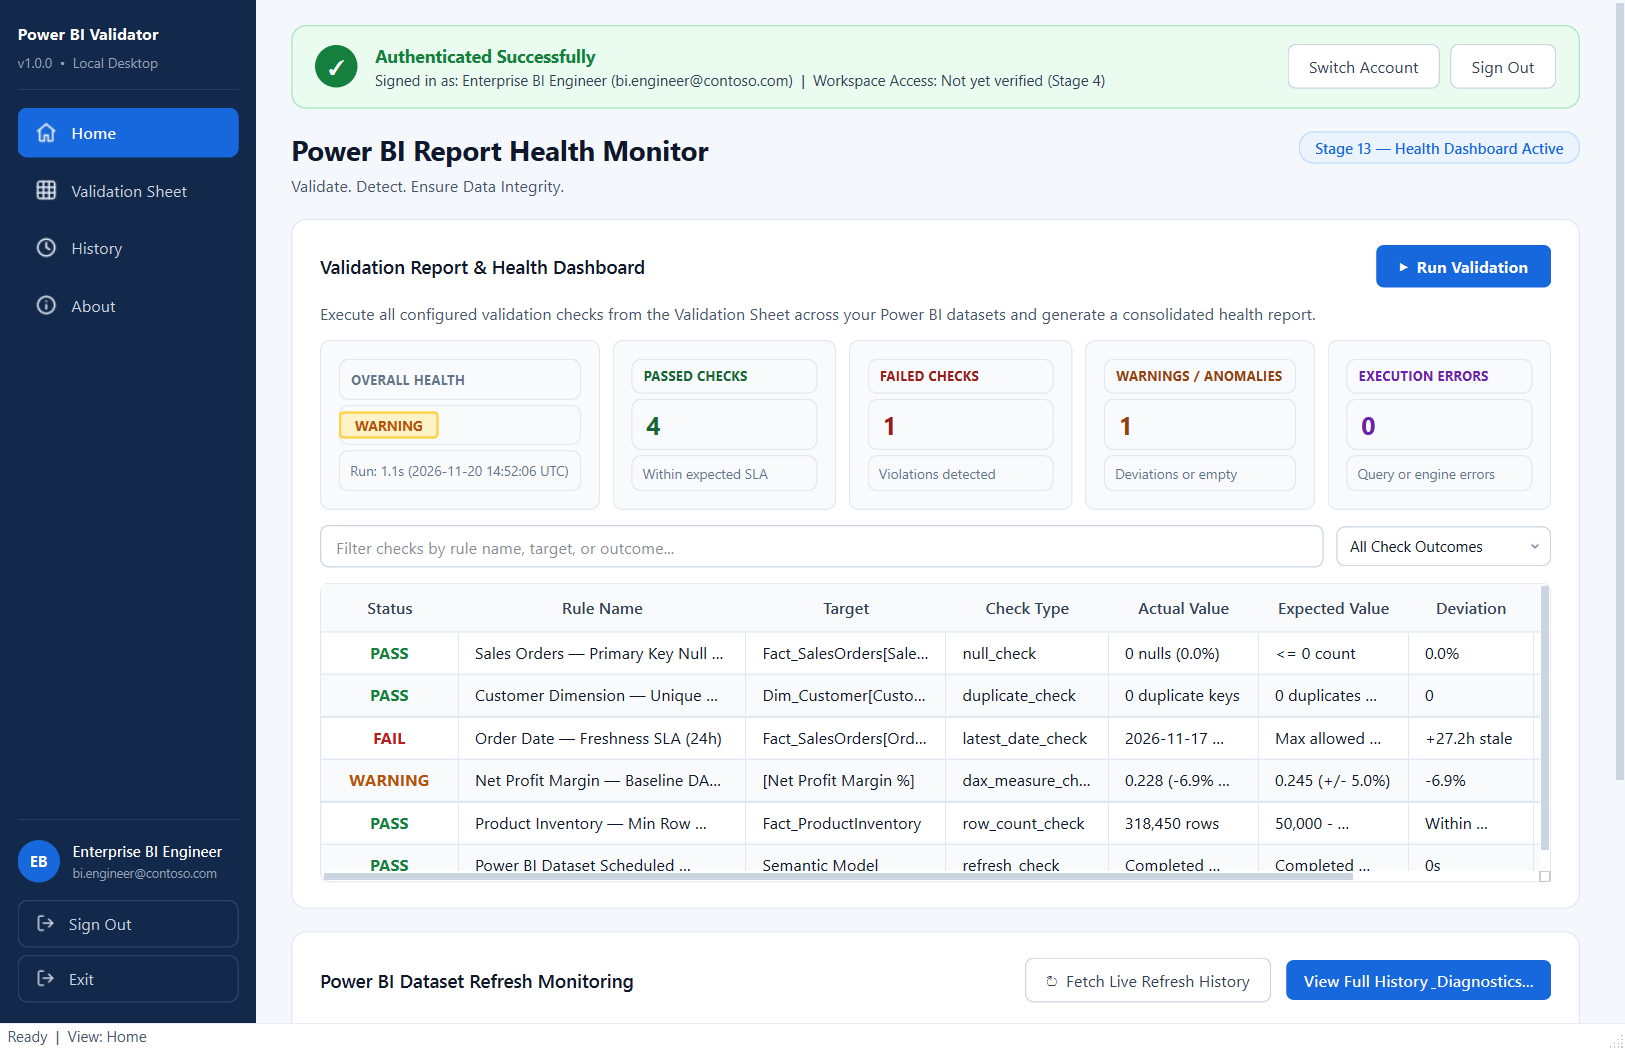 Power BI Validator
v1.0.0 • Local Desktop
Home
Validation Sheet
History
About
EB
Enterprise BI Engineer
bi.engineer@contoso.com
Sign Out
Exit
✓
Authenticated Successfully
Signed in as: Enterprise BI Engineer (bi.engineer@contoso.com) | Workspace Access: Not yet verified (Stage 4)
Switch Account
Sign Out
Power BI Report Health Monitor
Validate. Detect. Ensure Data Integrity.
Stage 13 — Health Dashboard Active
Validation Report & Health Dashboard
Run Validation
Execute all configured validation checks from the Validation Sheet across your Power BI datasets and generate a consolidated health report.
OVERALL HEALTH
WARNING
Run: 1.1s (2026-11-20 14:52:06 UTC)
PASSED CHECKS
4
Within expected SLA
FAILED CHECKS
1
Violations detected
WARNINGS / ANOMALIES
1
Deviations or empty
EXECUTION ERRORS
0
Query or engine errors
Filter checks by rule name, target, or outcome...
All Check Outcomes
Status Rule Name Target Check Type Actual Value Expected Value Deviation
PASS Sales Orders — Primary Key Null ... Fact_SalesOrders[Sale... null_check 0 nulls (0.0%) <= 0 count 0.0%
PASS Customer Dimension — Unique ... Dim_Customer[Custo... duplicate_check 0 duplicate keys 0 duplicates ... 0
FAIL Order Date — Freshness SLA (24h) Fact_SalesOrders[Ord... latest_date_check 2026-11-17 ... Max allowed ... +27.2h stale
WARNING Net Profit Margin — Baseline DA... [Net Profit Margin %] dax_measure_ch... 0.228 (-6.9% ... 0.245 (+/- 5.0%) -6.9%
PASS Product Inventory — Min Row ... Fact_ProductInventory row_count_check 318,450 rows 50,000 - ... Within ...
PASS Power BI Dataset Scheduled ... Semantic Model refresh_check Completed ... Completed ... 0s
Power BI Dataset Refresh Monitoring
Fetch Live Refresh History
View Full History _Diagnostics...
Ready | View: Home